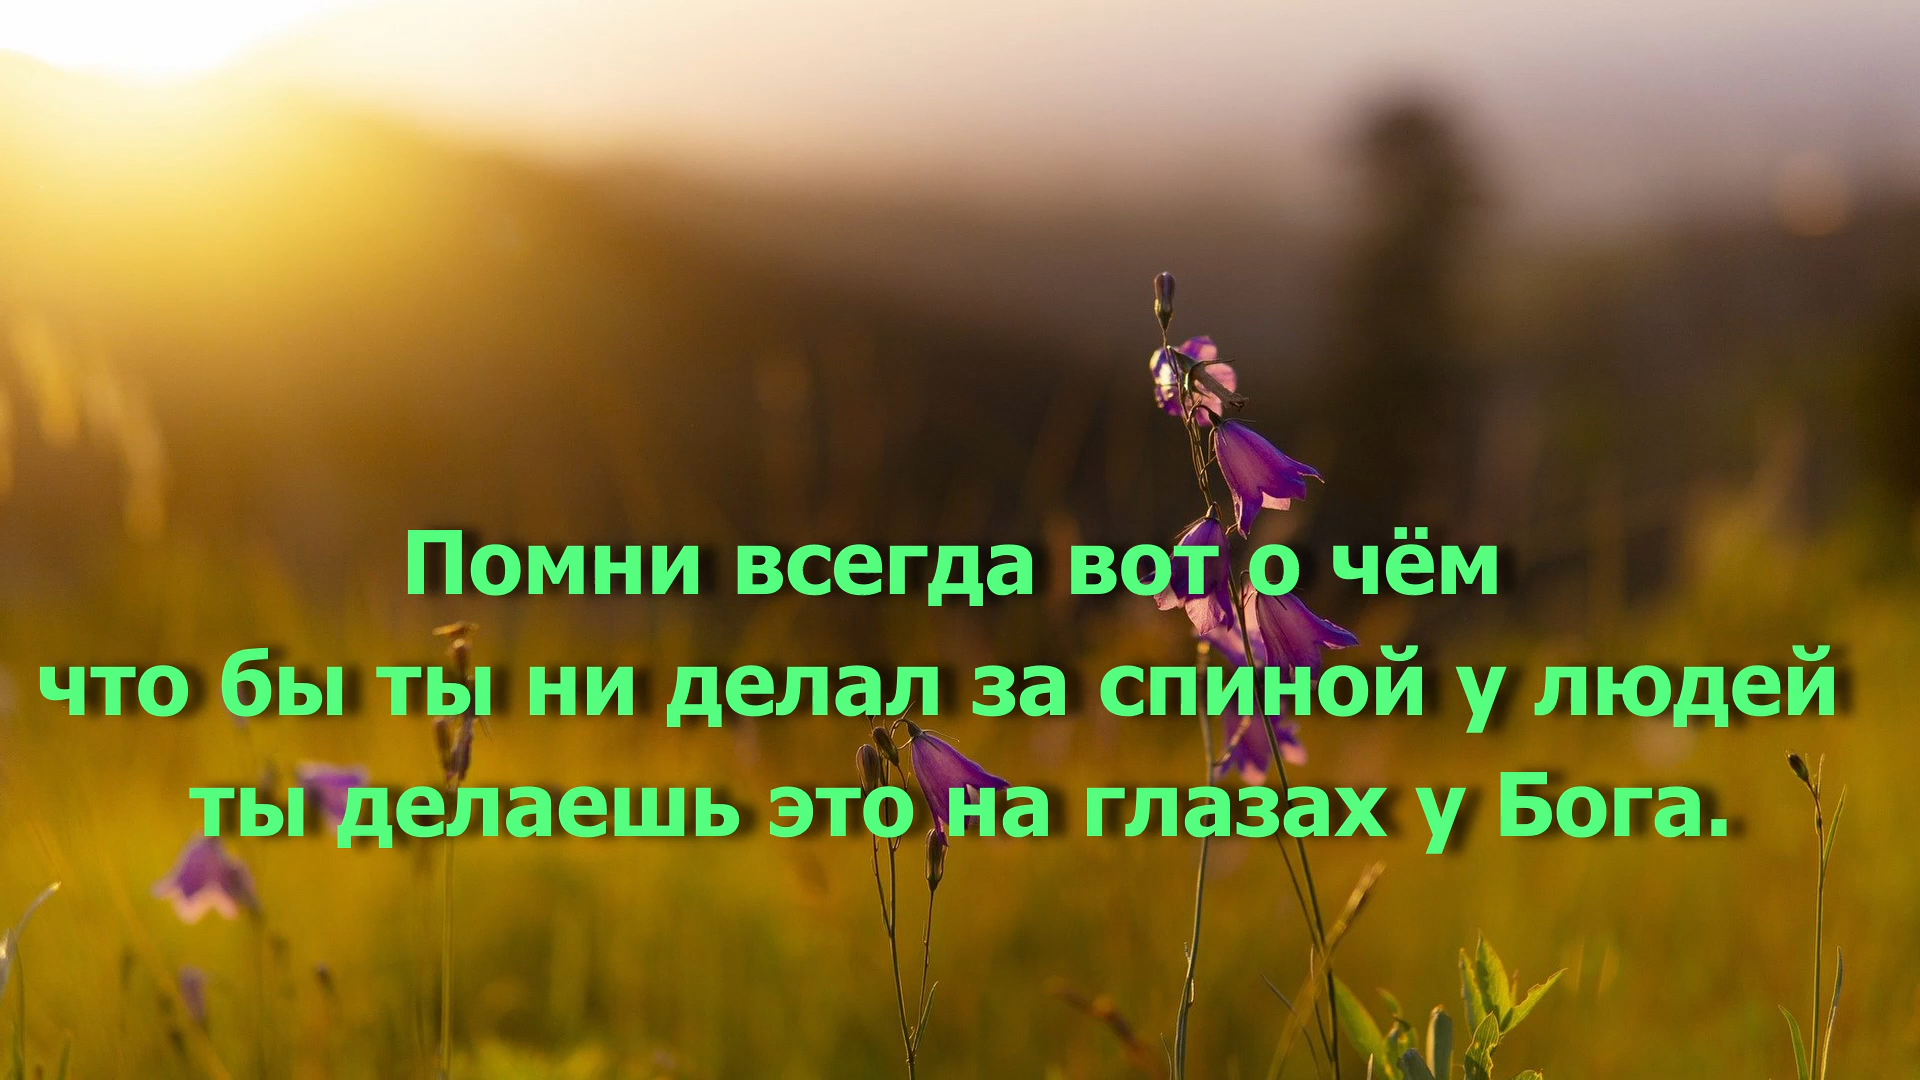 Помни всегда вот о чём
что бы ты ни делал за спиной у людей
ты делаешь это на глазах у Бога.